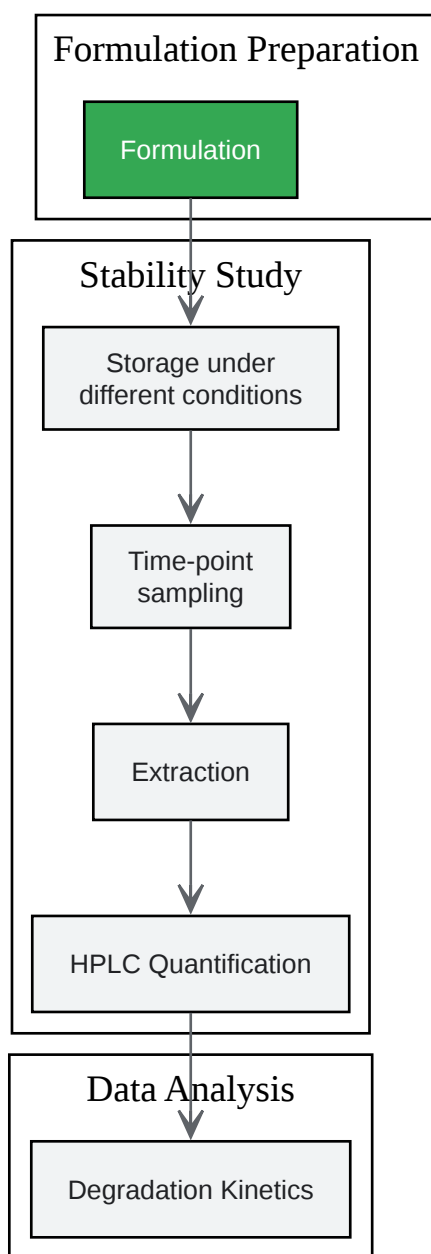 Formulation Preparation
Formulation
Stability Study
Storage under
different conditions
Time-point
sampling
Extraction
HPLC Quantification
Data Analysis
Degradation Kinetics